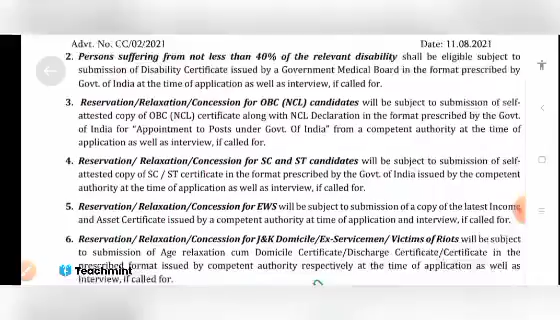 Advt. No. CC/02/2021 Date: 11.08.2021
2. Persons suffering from not less than 40% of the relevant disability shall be eligible subject to
submission of Disability Certificate issued by a Government Medical Board in the format prescribed by
Govt. of India at the time of application as well as interview, if called for.
3. Reservation/Relaxation/Concession for OBC (NCL) candidates will be subject to submission of self-
attested copy of OBC (NCL) certificate along with NCL Declaration in the format prescribed by the Govt.
of India for “Appointment to Posts under Govt. Of India” from a competent authority at the time of
application as well as interview, if called for.
4. Reservation/ Relaxation/Concession for SC and ST candidates will be subject to submission of self-
attested copy of SC / ST certificate in the format prescribed by the Govt. of India issued by the competent
authority at the time of application as well as interview, if called for.
5. Reservation/ Relaxation/Concession for EWS will be subject to submission of a copy of the latest Income
and Asset Certificate issued by a competent authority at time of application and interview, if called for.
6. Reservation/ Relaxation/Concession for J&K Domicile/Ex-Servicemen/ Victims of Riots will be subject
to submission of Age relaxation cum Domicile Certificate/Discharge Certificate/Certificate in the
prescribed format issued by competent authority respectively at the time of application as well as
interview, if called for.
Teachmint